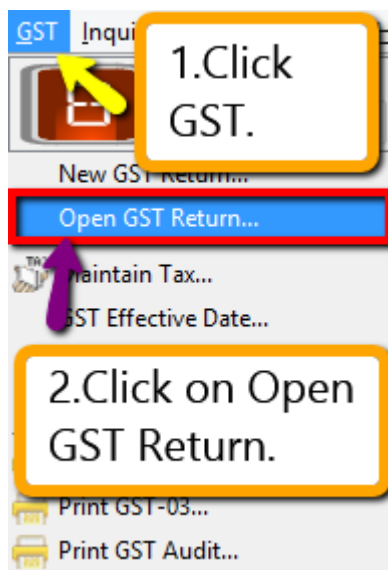 GST Inqui
1.Click
GST.
New GST Return...
Open GST Return...
Maintain Tax...
GST Effective Date...
2.Click on Open
GST Return.
Print GST-03...
Print GST Audit...